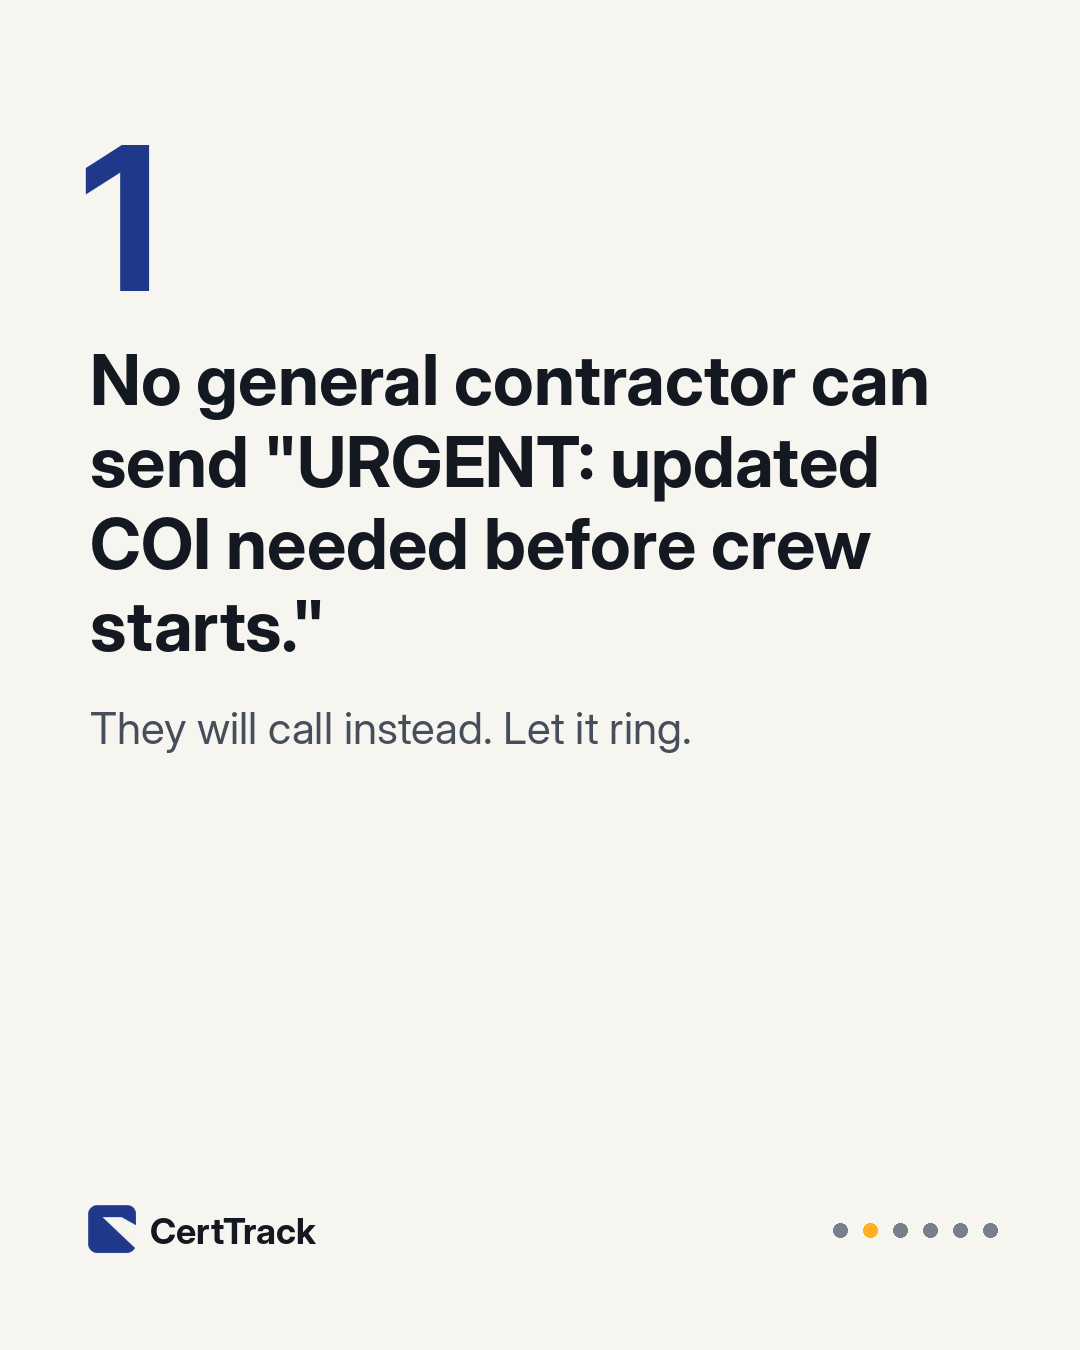 1
No general contractor can
send "URGENT: updated
COI needed before crew
starts."
They will call instead. Let it ring.
CertTrack